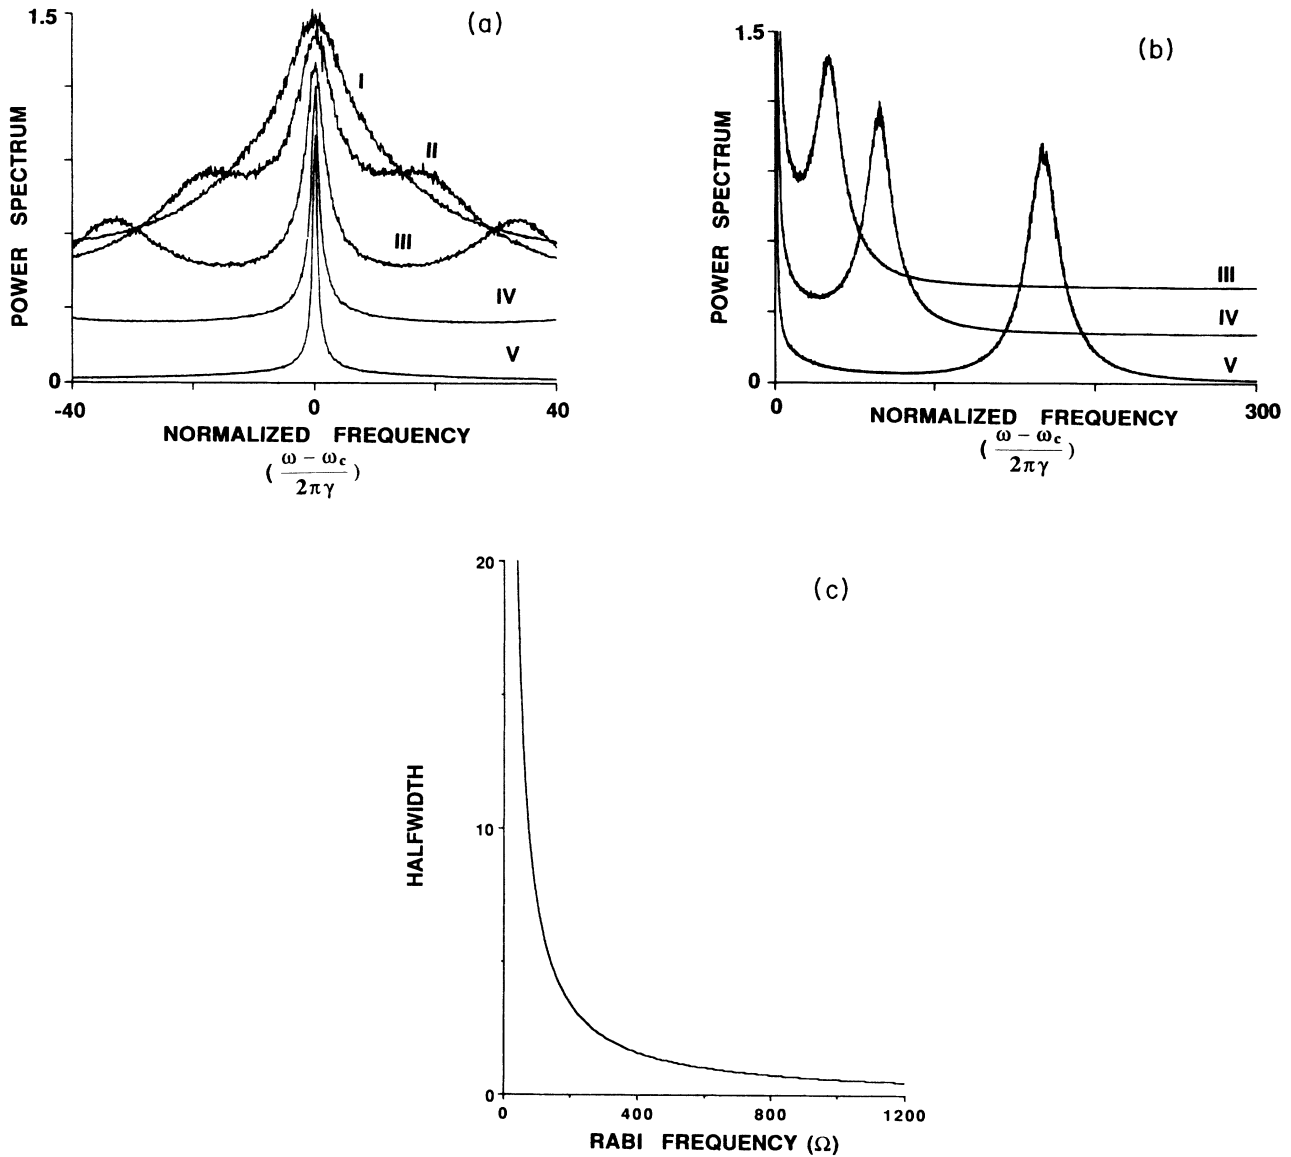 (a)
1.5
0
POWER SPECTRUM
I
II
III
IV
V
-40
0
40
NORMALIZED FREQUENCY
( ω − ωc / 2πγ )
(b)
1.5
0
POWER SPECTRUM
III
IV
V
0
300
NORMALIZED FREQUENCY
( ω − ωc / 2πγ )
(c)
20
10
0
HALFWIDTH
0
400
800
1200
RABI FREQUENCY (Ω)